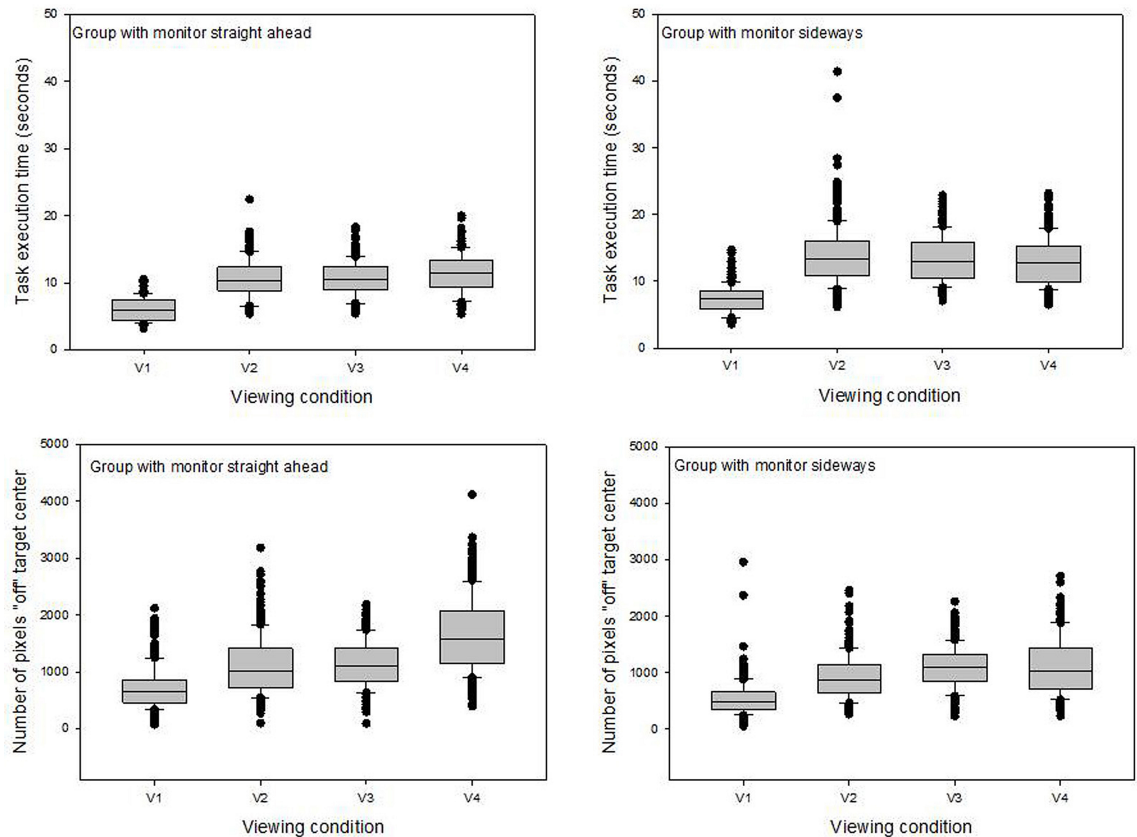 Group with monitor straight ahead
Task execution time (seconds)
50
40
30
20
10
0
V1 V2 V3 V4
Viewing condition
Group with monitor sideways
Task execution time (seconds)
50
40
30
20
10
0
V1 V2 V3 V4
Viewing condition
Group with monitor straight ahead
Number of pixels "off" target center
5000
4000
3000
2000
1000
0
V1 V2 V3 V4
Viewing condition
Group with monitor sideways
Number of pixels "off" target center
5000
4000
3000
2000
1000
0
V1 V2 V3 V4
Viewing condition